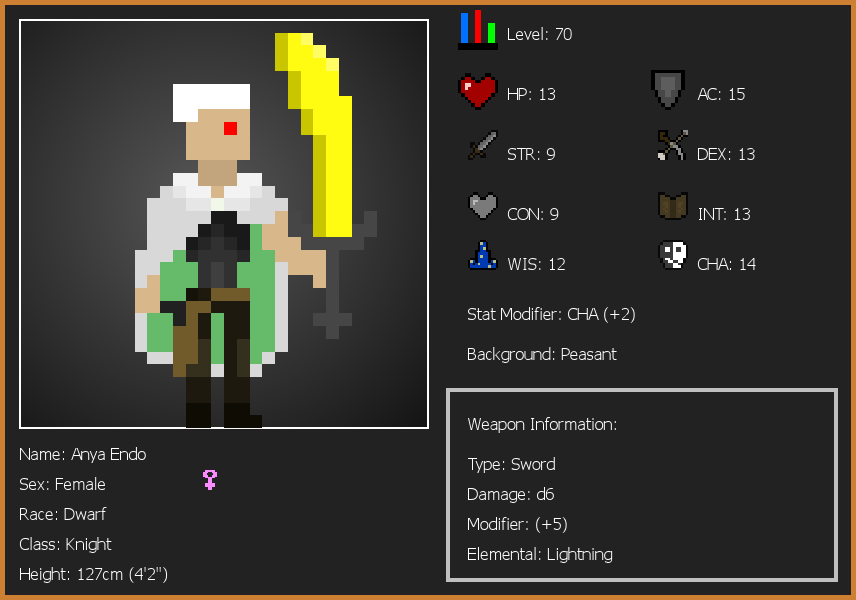 Level: 70
HP: 13
AC: 15
STR: 9
DEX: 13
CON: 9
INT: 13
WIS: 12
CHA: 14
Stat Modifier: CHA (+2)
Background: Peasant
Weapon Information:
Type: Sword
Damage: d6
Modifier: (+5)
Elemental: Lightning
Name: Anya Endo
Sex: Female
Race: Dwarf
Class: Knight
Height: 127cm (4'2")